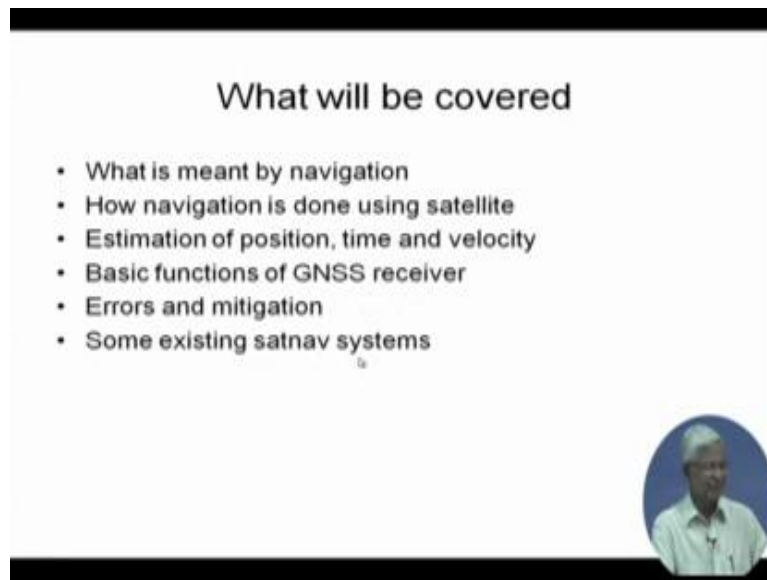 What will be covered
• What is meant by navigation
• How navigation is done using satellite
• Estimation of position, time and velocity
• Basic functions of GNSS receiver
• Errors and mitigation
• Some existing satnav systems